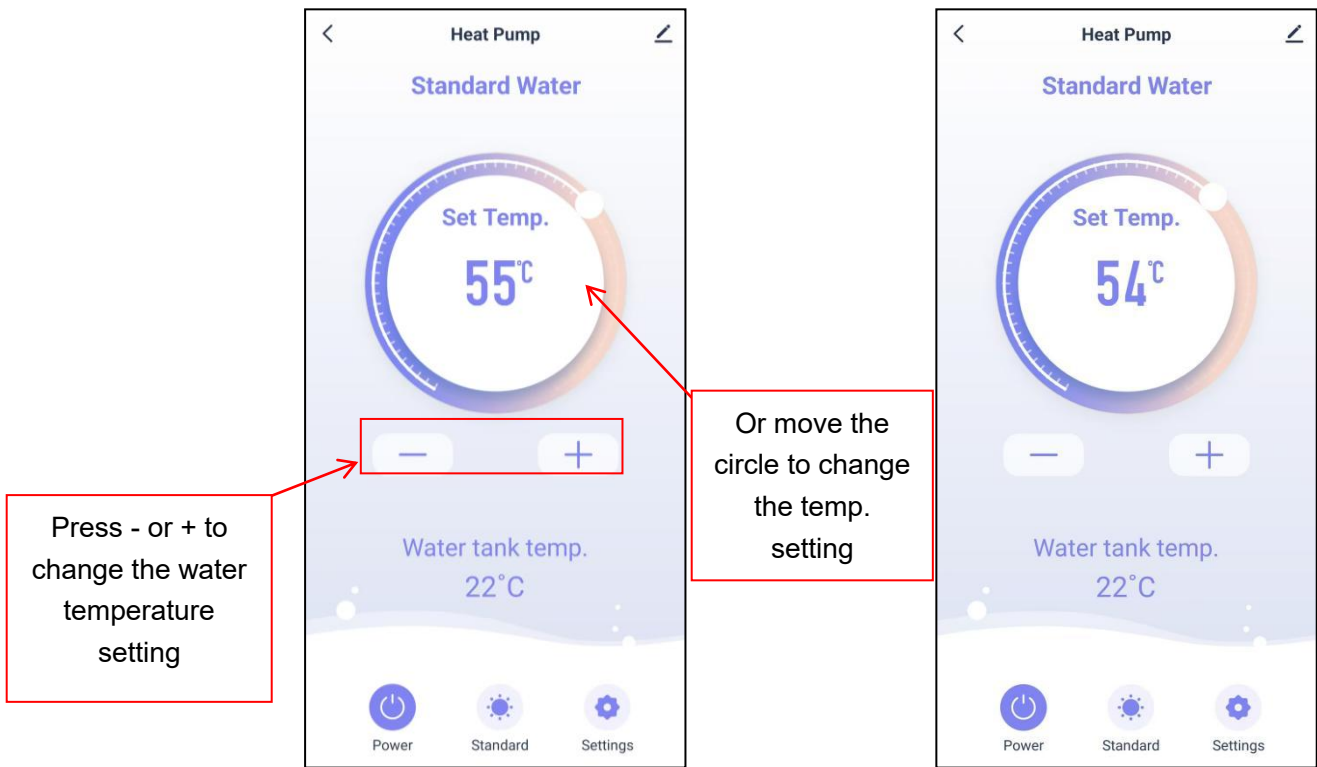 Heat Pump
Standard Water
Set Temp.
55°C
Water tank temp.
22°C
Power
Standard
Settings
Press - or + to
change the water
temperature
setting
Or move the
circle to change
the temp.
setting
Heat Pump
Standard Water
Set Temp.
54°C
Water tank temp.
22°C
Power
Standard
Settings